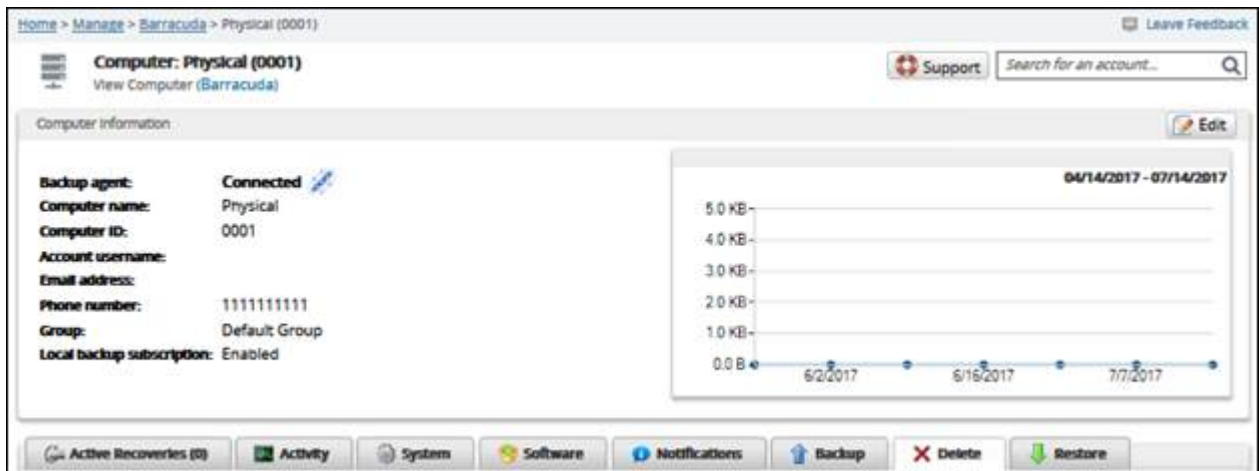 Home > Manage > Barracuda > Physical (0001)
Leave Feedback
Computer: Physical (0001)
View Computer (Barracuda)
Support
Search for an account...
Computer Information
Edit
Backup agent: Connected
Computer name: Physical
Computer ID: 0001
Account username:
Email address:
Phone number: 1111111111
Group: Default Group
Local backup subscription: Enabled
04/14/2017 - 07/14/2017
5.0 KB
4.0 KB
3.0 KB
2.0 KB
1.0 KB
0.0 B
6/2/2017 6/16/2017 7/7/2017
Active Recoveries (0) Activity System Software Notifications Backup Delete Restore